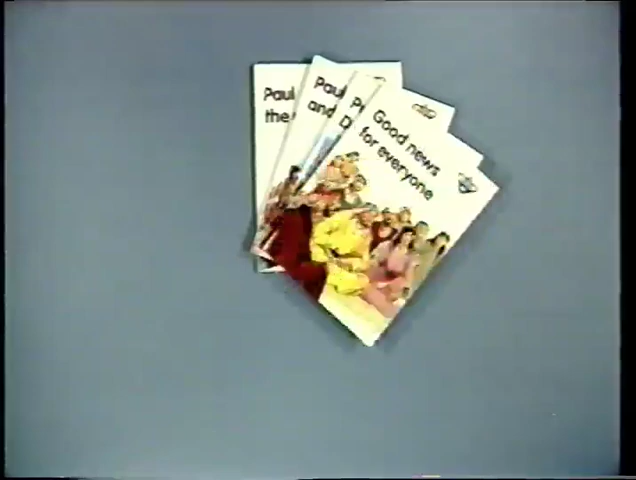 Paul
the
Paul
and
P
D
Good news
for everyone